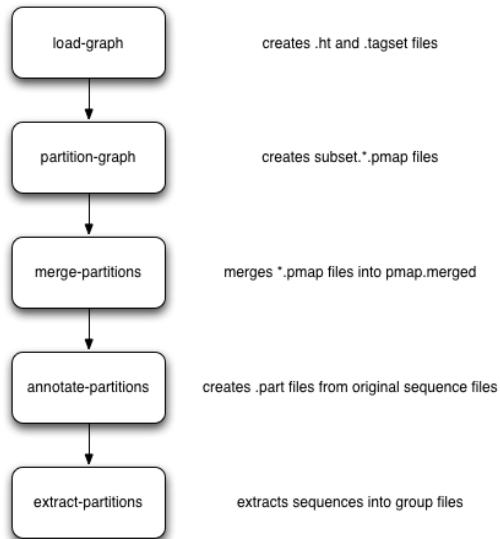 load-graph creates .ht and .tagset files
partition-graph creates subset.*.pmap files
merge-partitions merges *.pmap files into pmap.merged
annotate-partitions creates .part files from original sequence files
extract-partitions extracts sequences into group files